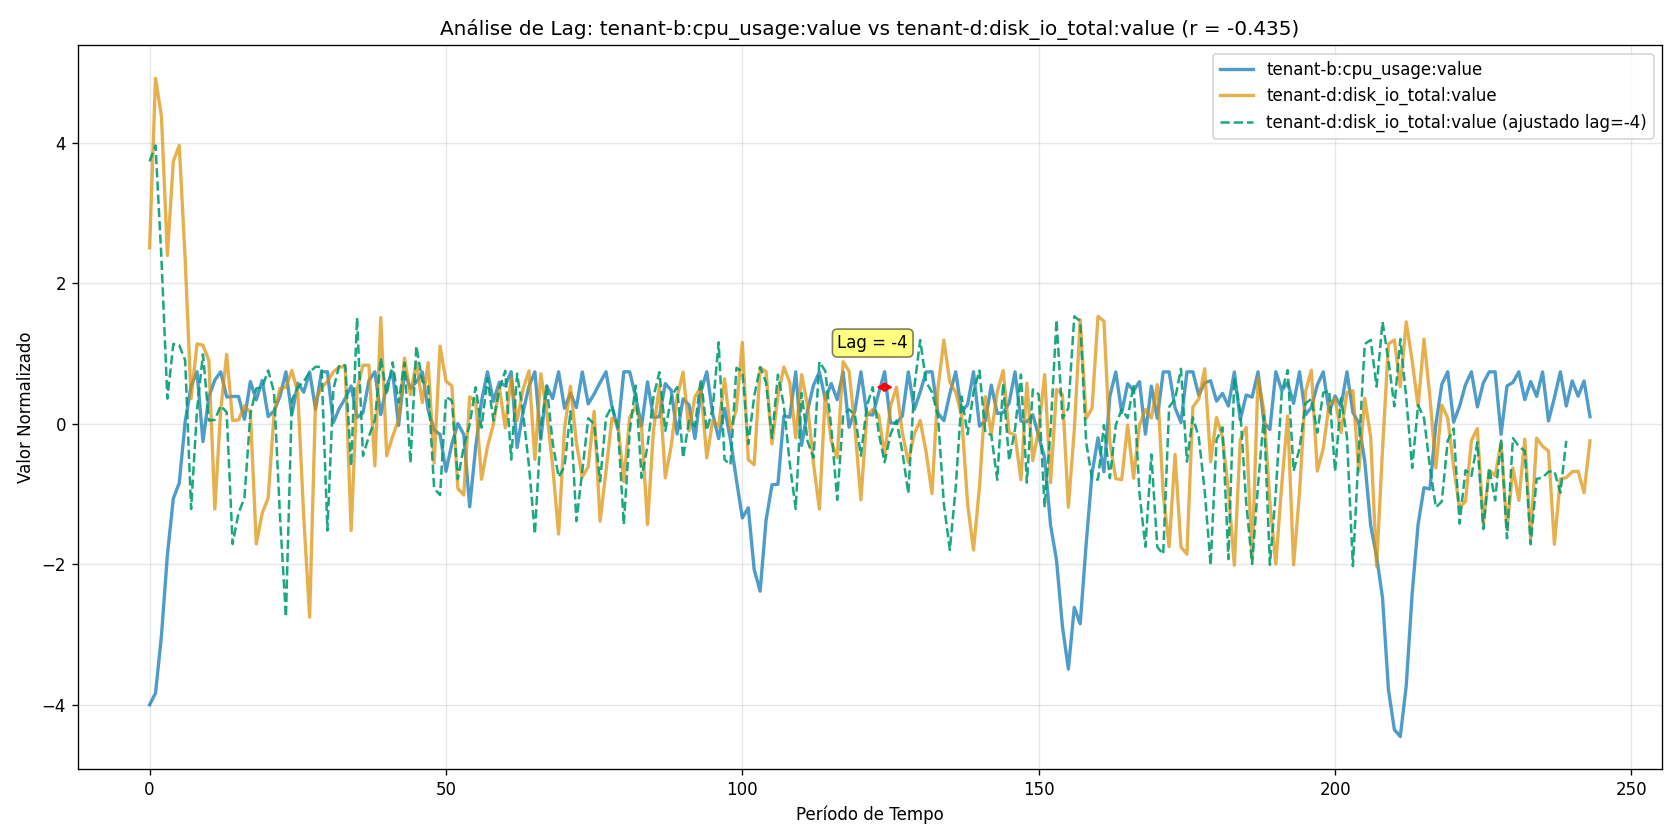 Análise de Lag: tenant-b:cpu_usage:value vs tenant-d:disk_io_total:value (r = -0.435)
tenant-b:cpu_usage:value
tenant-d:disk_io_total:value
tenant-d:disk_io_total:value (ajustado lag=-4)
Lag = -4
Valor Normalizado
4
2
0
−2
−4
0 50 100 150 200 250
Período de Tempo